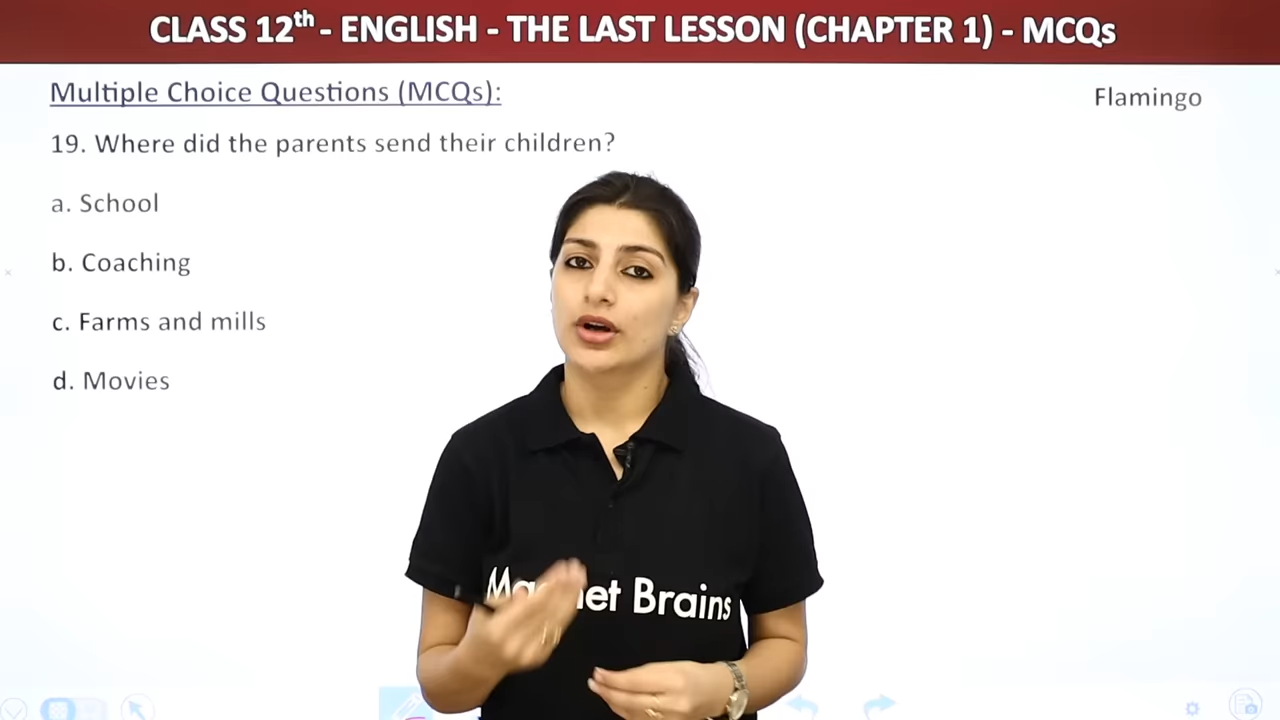 CLASS 12th - ENGLISH - THE LAST LESSON (CHAPTER 1) - MCQs
Multiple Choice Questions (MCQs):
Flamingo
19. Where did the parents send their children?
a. School
b. Coaching
c. Farms and mills
d. Movies
Brains